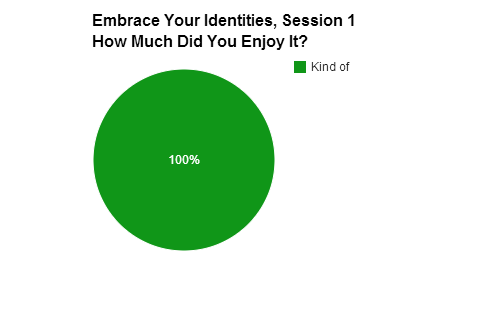 Embrace Your Identities, Session 1
How Much Did You Enjoy It?
Kind of
100%